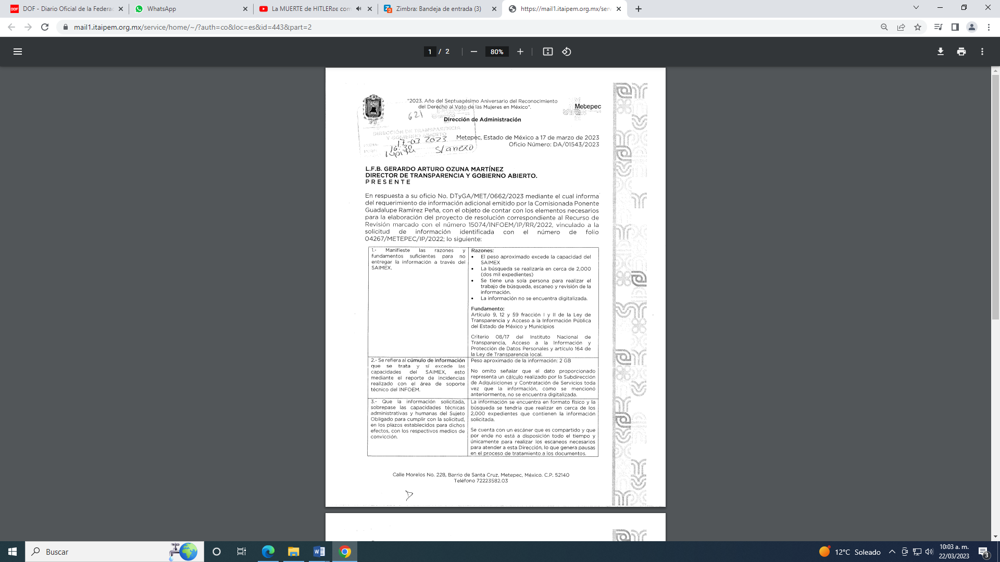 DOF - Diario Oficial de la Federac
WhatsApp
La MUERTE de HITLER DE com
Zimbra: Bandeja de entrada (3)
https://mail1.itaipem.org.mx/serv
mail1.itaipem.org.mx/service/home/~/?auth=co&loc=es&id=443&part=2
1 / 2
80%
"2023. Año del Septuagésimo Aniversario del Reconocimiento
del Derecho al Voto de las Mujeres en México".
Metepec
621
Dirección de Administración
DIRECCIÓN DE TRANSPARENCIA
Y GOBIERNO ABIERTO
17-03 2023
16:30
Lupita
S/anexo
Metepec, Estado de México a 17 de marzo de 2023
Oficio Número: DA/01543/2023
L.F.B. GERARDO ARTURO OZUNA MARTÍNEZ
DIRECTOR DE TRANSPARENCIA Y GOBIERNO ABIERTO.
P R E S E N T E
En respuesta a su oficio No. DTyGA/MET/0662/2023 mediante el cual informa
del requerimiento de información adicional emitido por la Comisionada Ponente
Guadalupe Ramírez Peña, con el objeto de contar con los elementos necesarios
para la elaboración del proyecto de resolución correspondiente al Recurso de
Revisión marcado con el número 15074/INFOEM/IP/RR/2022, vinculado a la
solicitud de información identificada con el número de folio
04267/METEPEC/IP/2022; lo siguiente:
1.- Manifieste las razones y
fundamentos suficientes para no
entregar la información a través del
SAIMEX.
Razones:
• El peso aproximado excede la capacidad del
SAIMEX
• La búsqueda se realizaría en cerca de 2,000
(dos mil expedientes)
• Se tiene una sola persona para realizar el
trabajo de búsqueda, escaneo y revisión de la
información.
• La información no se encuentra digitalizada.
Fundamento:
Artículo 9, 12 y 59 fracción I y II de la Ley de
Transparencia y Acceso a la Información Pública
del Estado de México y Municipios
Criterio 08/17 del Instituto Nacional de
Transparencia, Acceso a la Información y
Protección de Datos Personales y artículo 164 de
la Ley de Transparencia local.
2.- Se refiera al cúmulo de información
que se trata y sí excede las
capacidades del SAIMEX, esto
mediante el reporte de incidencias
realizado con el área de soporte
técnico del INFOEM.
Peso aproximado de la información: 2 GB
No omito señalar que el dato proporcionado
representa un cálculo realizado por la Subdirección
de Adquisiciones y Contratación de Servicios toda
vez que la información, como se mencionó
anteriormente, no se encuentra digitalizada.
3.- Que la información solicitada,
sobrepase las capacidades técnicas
administrativas y humanas del Sujeto
Obligado para cumplir con la solicitud,
en los plazos establecidos para dichos
efectos, con los respectivos medios de
convicción.
La información se encuentra en formato físico y la
búsqueda se tendría que realizar en cerca de los
2,000 expedientes que contienen la información
solicitada.
Se cuenta con un escáner que es compartido y que
por ende no está a disposición todo el tiempo y
únicamente para realizar los escaneos necesarios
para atender a esta Dirección, lo que genera pausas
en el proceso de tratamiento a los documentos.
Calle Morelos No. 228, Barrio de Santa Cruz, Metepec, México. C.P. 52140
Teléfono 72223582.03
Buscar
12°C Soleado
10:03 a. m.
22/03/2023
3